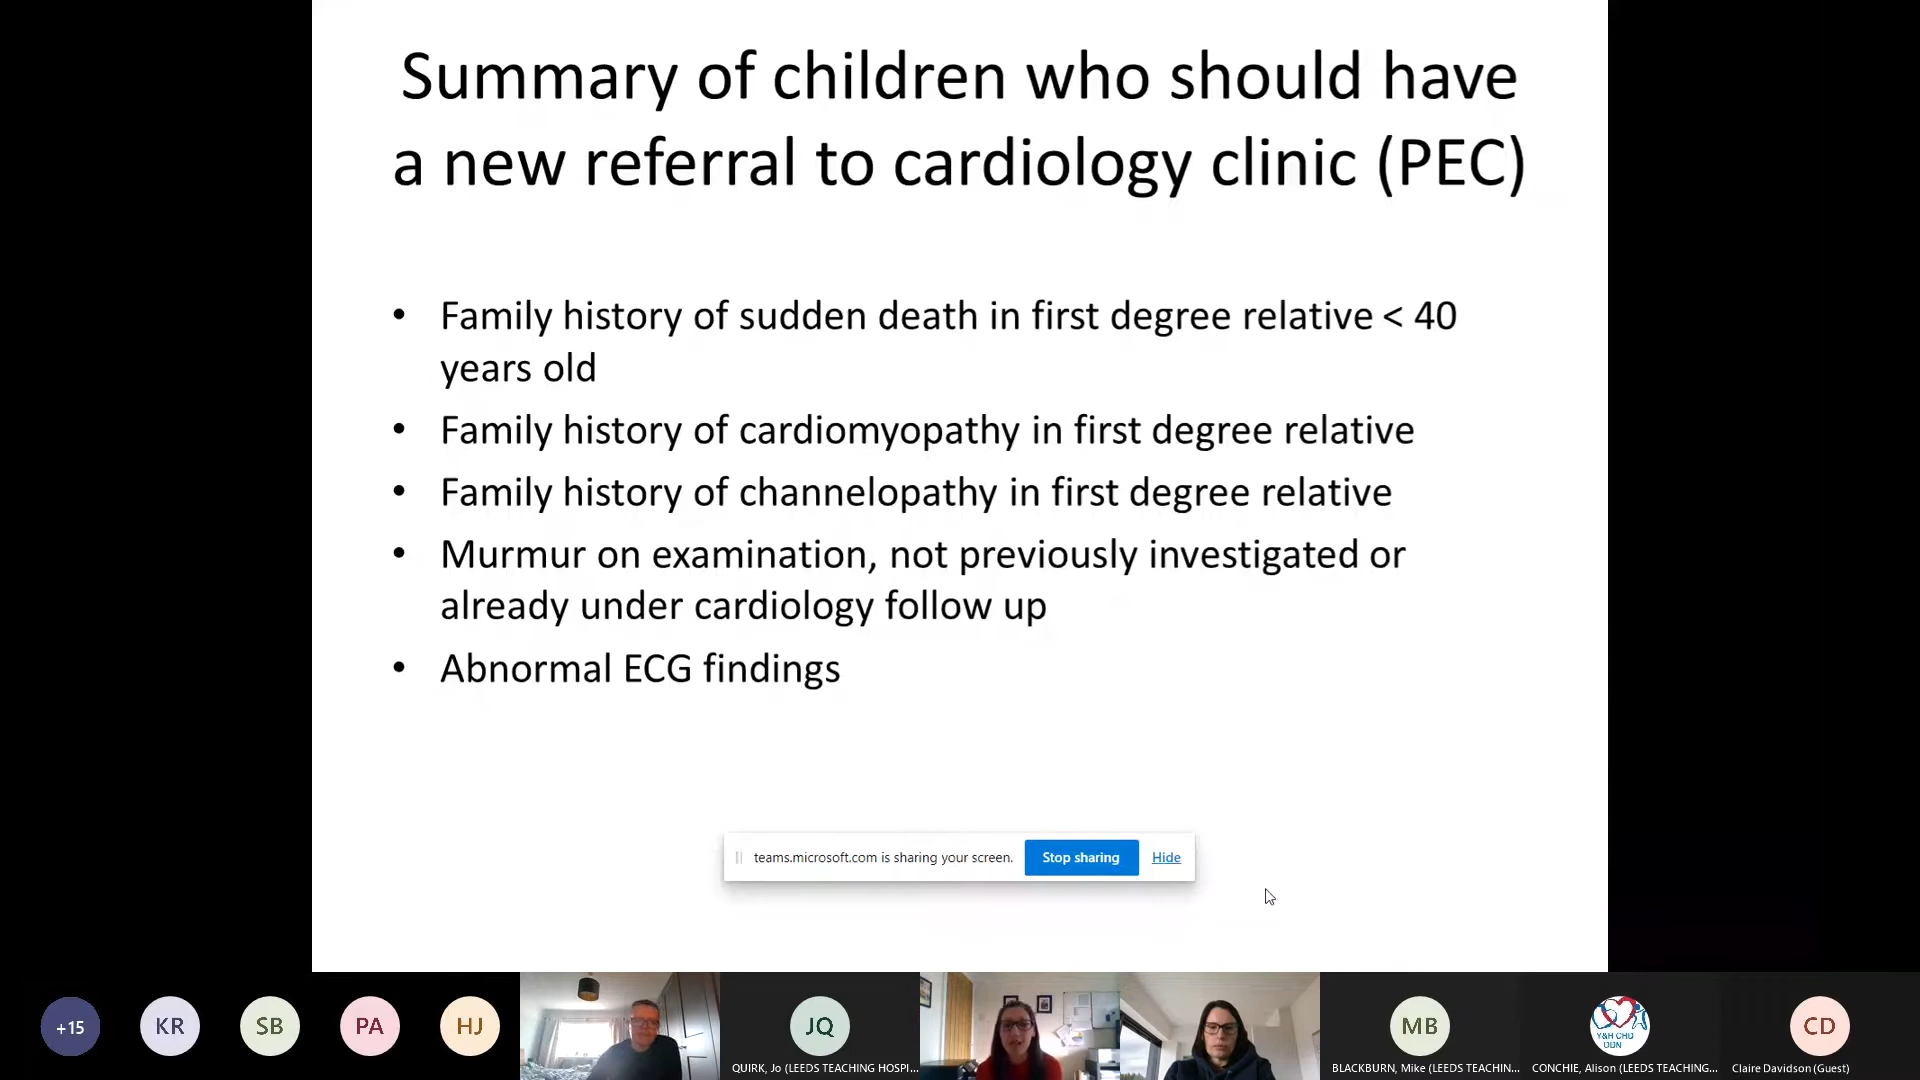 Summary of children who should have
a new referral to cardiology clinic (PEC)
• Family history of sudden death in first degree relative < 40
years old
• Family history of cardiomyopathy in first degree relative
• Family history of channelopathy in first degree relative
• Murmur on examination, not previously investigated or
already under cardiology follow up
• Abnormal ECG findings
teams.microsoft.com is sharing your screen. Stop sharing Hide
+15 KR SB PA HJ JQ MB CD
Y&H CHD
ODN
QUIRK, Jo (LEEDS TEACHING HOSPI... BLACKBURN, Mike (LEEDS TEACHIN... CONCHIE, Alison (LEEDS TEACHING... Claire Davidson (Guest)